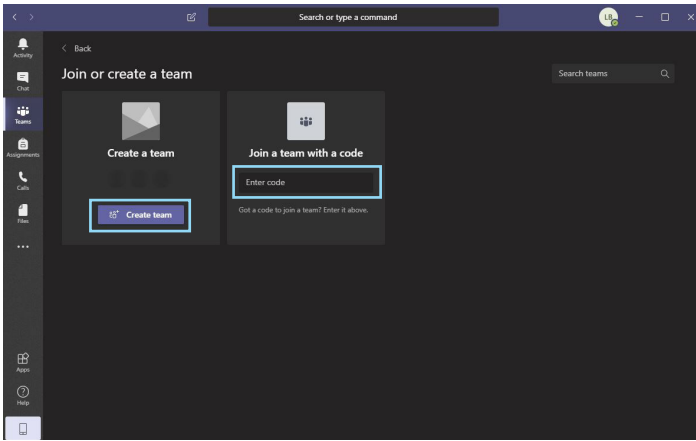 Search or type a command
LB
Activity
Chat
Teams
Assignments
Calls
Files
Apps
Help
Back
Join or create a team
Search teams
Create a team
Create team
Join a team with a code
Enter code
Got a code to join a team? Enter it above.